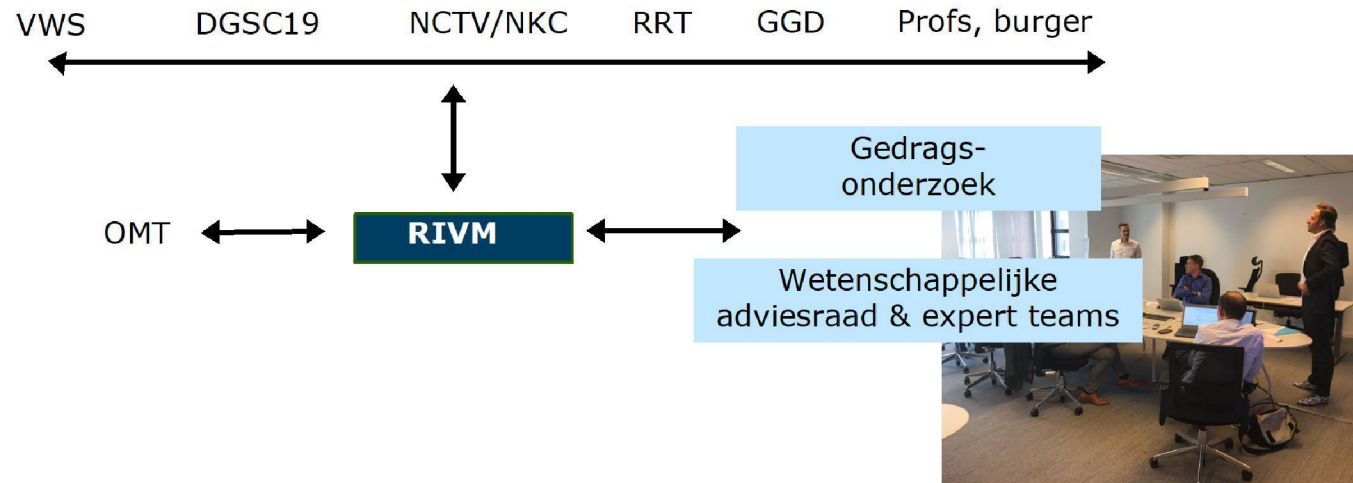 VWS DGSC19 NCTV/NKC RRT GGD Profs, burger
Gedrags-
onderzoek
OMT RIVM
Wetenschappelijke
adviesraad & expert teams